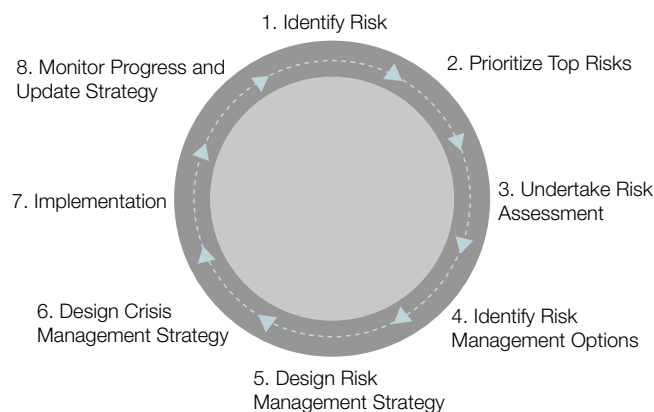 1. Identify Risk
2. Prioritize Top Risks
3. Undertake Risk
Assessment
4. Identify Risk
Management Options
5. Design Risk
Management Strategy
6. Design Crisis
Management Strategy
7. Implementation
8. Monitor Progress and
Update Strategy